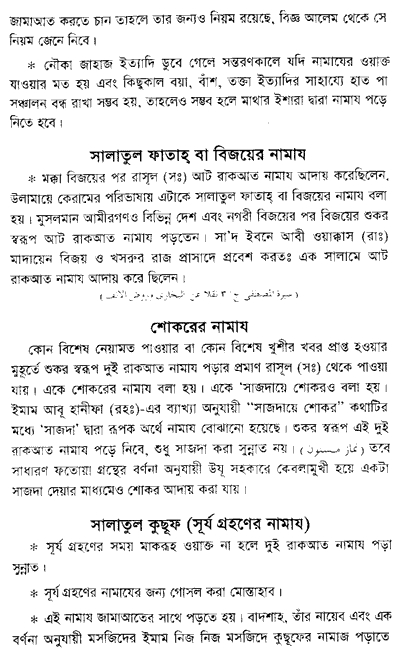 জামাআত করতে চান তাহলে তার জন্যও নিয়ম রয়েছে, বিজ্ঞ আলেম থেকে সে
নিয়ম জেনে নিবে।
* নৌকা জাহাজ ইত্যাদি ডুবে গেলে সন্তরণকালে যদি নামাযের ওয়াক্ত
যাওয়ার মত হয় এবং কিছুকাল বয়া, বাঁশ, তক্তা ইত্যাদির সাহায্যে হাত পা
সঞ্চালন বন্ধ রাখা সম্ভব হয়, তাহলেও সম্ভব হলে মাথার ইশারা দ্বারা নামায পড়ে
নিতে হবে।
সালাতুল ফাতাহ্ বা বিজয়ের নামায
* মক্কা বিজয়ের পর রাসূল (সঃ) আট রাকআত নামায আদায় করেছিলেন,
উলামায়ে কেরামের পরিভাষায় এটাকে সালাতুল ফাতাহ্ বা বিজয়ের নামায বলা
হয়। মুসলমান আমীরগণও বিভিন্ন দেশ এবং নগরী বিজয়ের পর বিজয়ের শুকর
স্বরূপ আট রাকআত নামায পড়তেন। সা'দ ইবনে আবী ওয়াক্কাস (রাঃ)
মাদায়েন বিজয় ও খসরুর রাজ প্রাসাদে প্রবেশ করতঃ এক সালামে আট
রাকআত নামায আদায় করে ছিলেন।
(سيرة المصطفى ج ٣ نقلا عن البخارى وروض الانف)
শোকরের নামায
কোন বিশেষ নেয়ামত পাওয়ার বা কোন বিশেষ খুশীর খবর প্রাপ্ত হওয়ার
মুহূর্তে শুকর স্বরূপ দুই রাকআত নামায পড়ার প্রমাণ রাসূল (সঃ) থেকে পাওয়া
যায়। একে শোকরের নামায বলা হয়। একে 'সাজদায়ে শোকরও বলা হয়।
ইমাম আবূ হানীফা (রহঃ)-এর ব্যাখ্যা অনুযায়ী "সাজদায়ে শোকর" কথাটির
মধ্যে 'সাজদা' দ্বারা রূপক অর্থে নামায বোঝানো হয়েছে। শুকর স্বরূপ এই দুই
রাকআত নামায পড়ে নিবে, শুধু সাজদা করা সুন্নাত নয়। (نماز مسنون) তবে
সাধারণ ফতোয়া গ্রন্থের বর্ণনা অনুযায়ী উযূ সহকারে কেবলামুখী হয়ে একটা
সাজদা দেয়ার মাধ্যমেও শোকর আদায় করা যায়।
সালাতুল কুছূফ (সূর্য গ্রহণের নামায)
* সূর্য গ্রহণের সময় মাকরূহ ওয়াক্ত না হলে দুই রাকআত নামায পড়া
সুন্নাত।
* সূর্য গ্রহণের নামাযের জন্য গোসল করা মোস্তাহাব।
* এই নামায জামাআতের সাথে পড়তে হয়। বাদশাহ, তাঁর নায়েব এবং এক
বর্ণনা অনুযায়ী মসজিদের ইমাম নিজ নিজ মসজিদে কুছূফের নামাজ পড়াতে